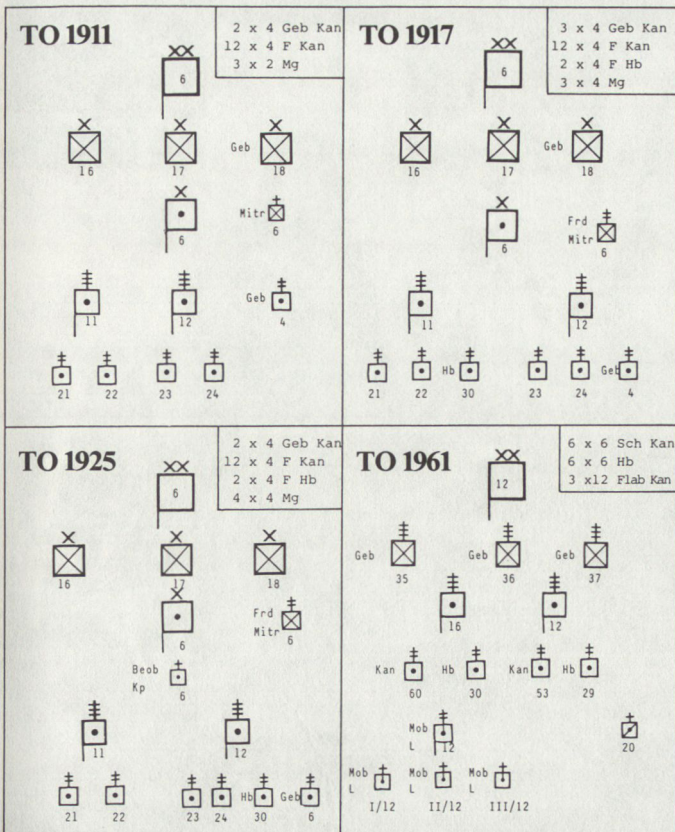 TO 1911
2 x 4 Geb Kan
12 x 4 F Kan
3 x 2 Mg
6
16
17
Geb
18
6
Mitr
6
11
12
Geb
4
21
22
23
24
TO 1917
3 x 4 Geb Kan
12 x 4 F Kan
2 x 4 F Hb
3 x 4 Mg
6
16
17
Geb
18
6
Frd
Mitr
6
11
12
21
22
Hb
30
23
24
Geb
4
TO 1925
2 x 4 Geb Kan
12 x 4 F Kan
2 x 4 F Hb
4 x 4 Mg
6
16
17
18
6
Frd
Mitr
6
Beob
Kp
6
11
12
21
22
23
24
Hb
30
Geb
6
TO 1961
6 x 6 Sch Kan
6 x 6 Hb
3 x12 Flab Kan
12
Geb
35
Geb
36
Geb
37
16
12
Kan
60
Hb
30
Kan
53
Hb
29
Mob
L
12
20
Mob
L
I/12
Mob
L
II/12
Mob
L
III/12